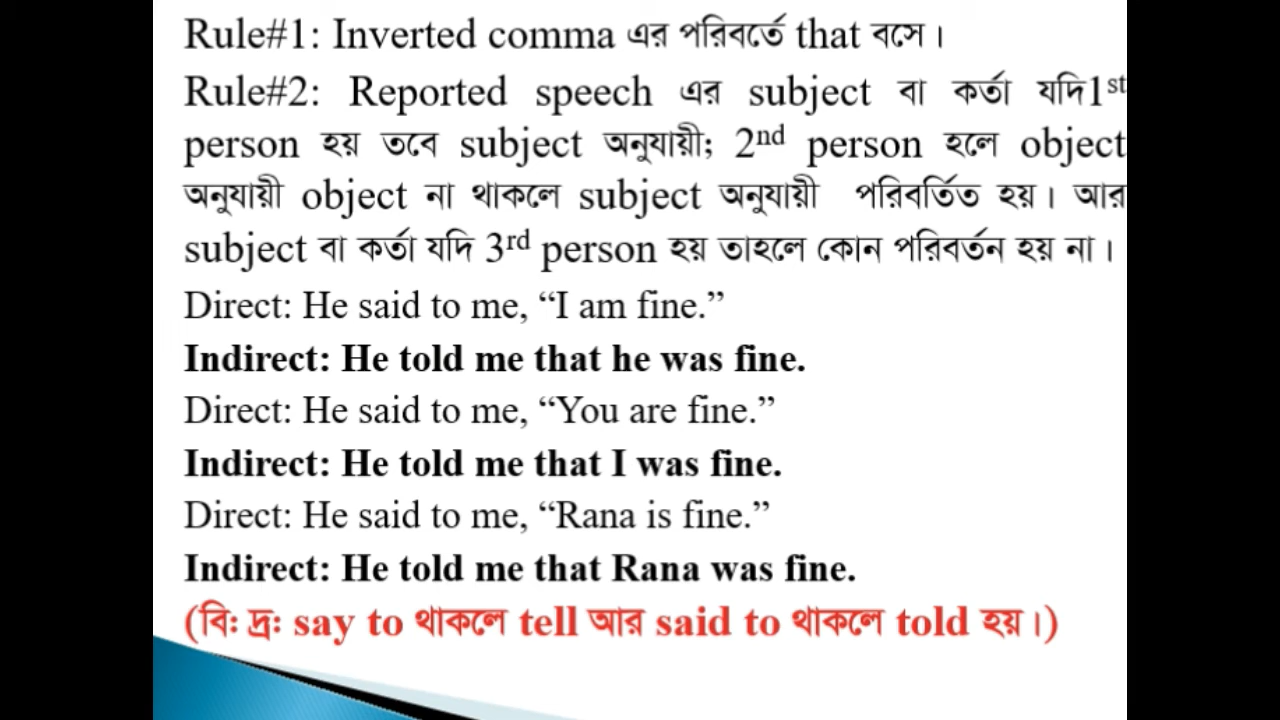 Rule#1: Inverted comma এর পরিবর্তে that বসে।
Rule#2: Reported speech এর subject বা কর্তা যদি1st
person হয় তবে subject অনুযায়ী; 2nd person হলে object
অনুযায়ী object না থাকলে subject অনুযায়ী পরিবর্তিত হয়। আর
subject বা কর্তা যদি 3rd person হয় তাহলে কোন পরিবর্তন হয় না।
Direct: He said to me, “I am fine.”
Indirect: He told me that he was fine.
Direct: He said to me, “You are fine.”
Indirect: He told me that I was fine.
Direct: He said to me, “Rana is fine.”
Indirect: He told me that Rana was fine.
(বিঃ দ্রঃ say to থাকলে tell আর said to থাকলে told হয়।)